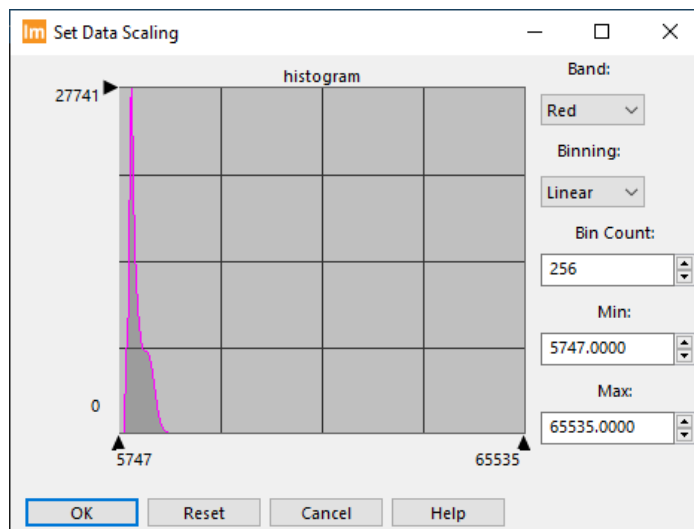 Im Set Data Scaling
histogram
27741
0
5747
65535
Band:
Red
Binning:
Linear
Bin Count:
256
Min:
5747.0000
Max:
65535.0000
OK
Reset
Cancel
Help